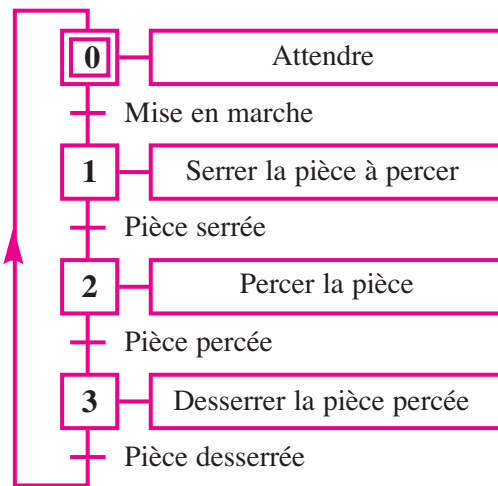 0 Attendre
Mise en marche
1 Serrer la pièce à percer
Pièce serrée
2 Percer la pièce
Pièce percée
3 Desserrer la pièce percée
Pièce desserrée